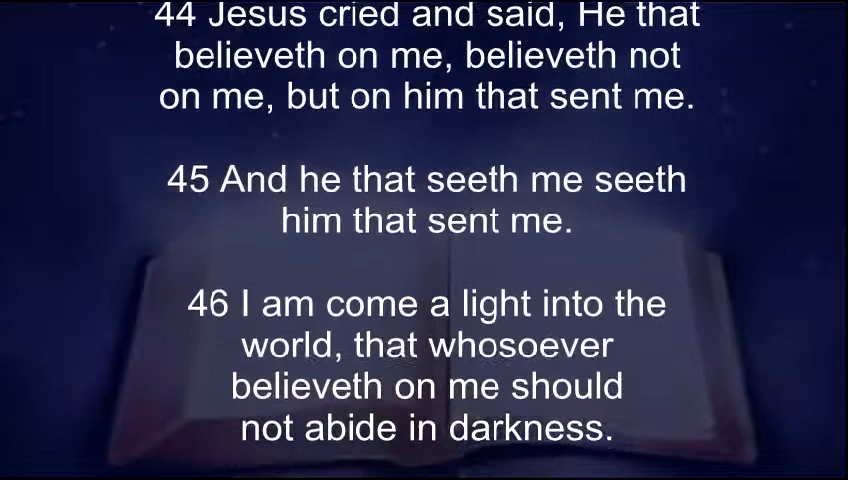 44 Jesus cried and said, He that
believeth on me, believeth not
on me, but on him that sent me.
45 And he that seeth me seeth
him that sent me.
46 I am come a light into the
world, that whosoever
believeth on me should
not abide in darkness.